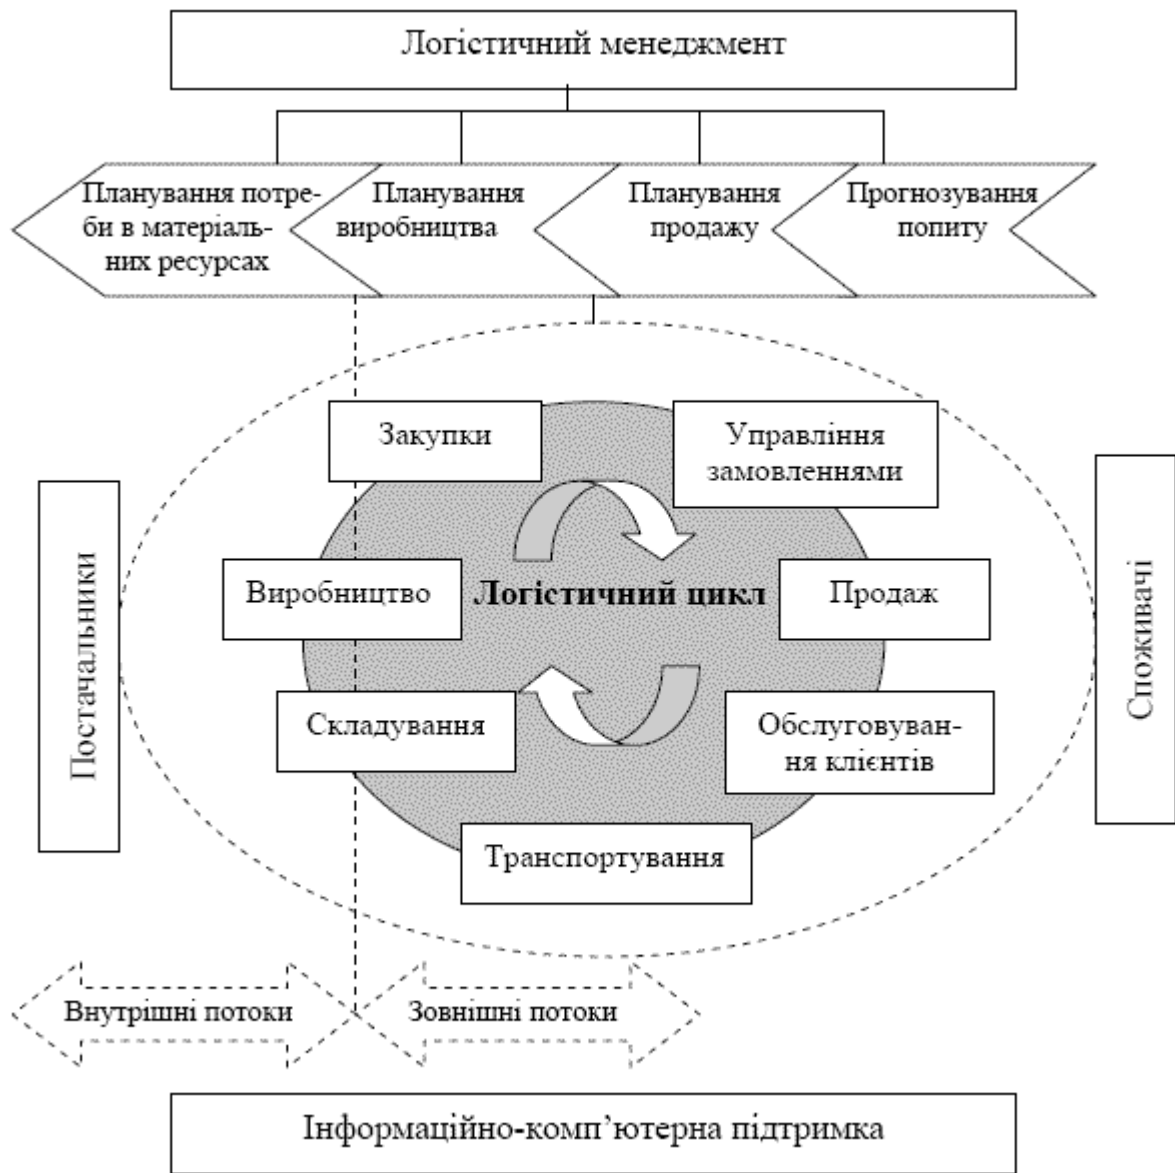 Логістичний менеджмент
Планування потре-
би в матеріаль-
них ресурсах
Планування
виробництва
Планування
продажу
Прогнозування
попиту
Закупки
Управління
замовленнями
Постачальники
Виробництво
Логістичний цикл
Продаж
Споживачі
Складування
Обслуговуван-
ня клієнтів
Транспортування
Внутрішні потоки
Зовнішні потоки
Інформаційно-комп’ютерна підтримка